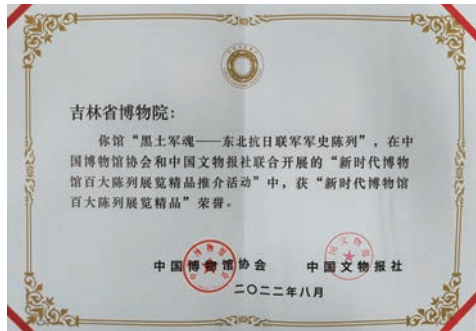 吉林省博物院：
你馆“黑土军魂——东北抗日联军军史陈列”，在中
国博物馆协会和中国文物报社联合开展的“新时代博物
馆百大陈列展览精品推介活动”中，获“新时代博物馆
百大陈列展览精品”荣誉。
中国博物馆协会 中国文物报社
二〇二二年八月